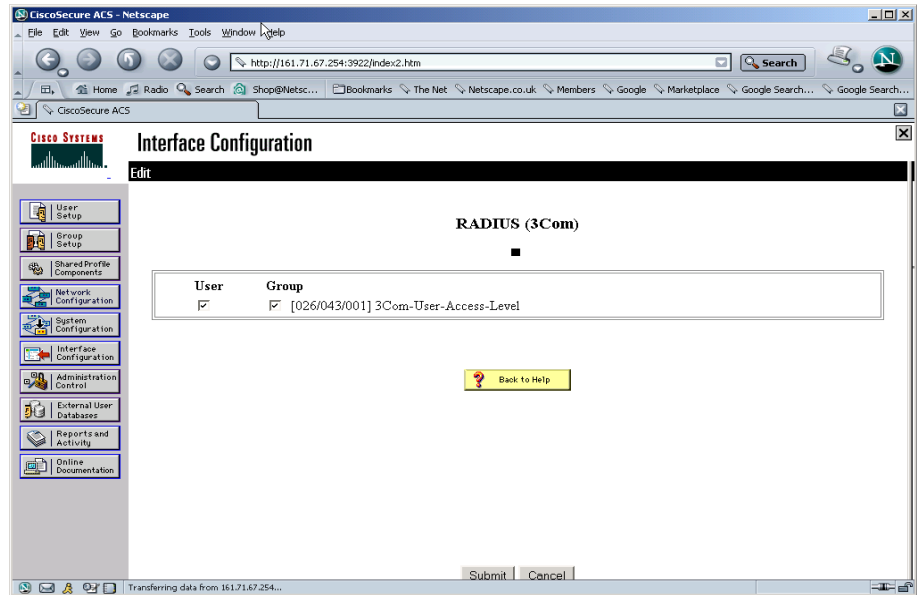 CiscoSecure ACS - Netscape
File Edit View Go Bookmarks Tools Window Help
http://161.71.67.254:3922/index2.htm
Search
N
Home Radio Search Shop@Netsc... Bookmarks The Net Netscape.co.uk Members Google Marketplace Google Search... Google Search...
CiscoSecure ACS
CISCO SYSTEMS
Interface Configuration
Edit
User
Setup
Group
Setup
Shared Profile
Components
Network
Configuration
System
Configuration
Interface
Configuration
Administration
Control
External User
Databases
Reports and
Activity
Online
Documentation
RADIUS (3Com)
User Group
[026/043/001] 3Com-User-Access-Level
? Back to Help
Submit Cancel
Transferring data from 161.71.67.254...